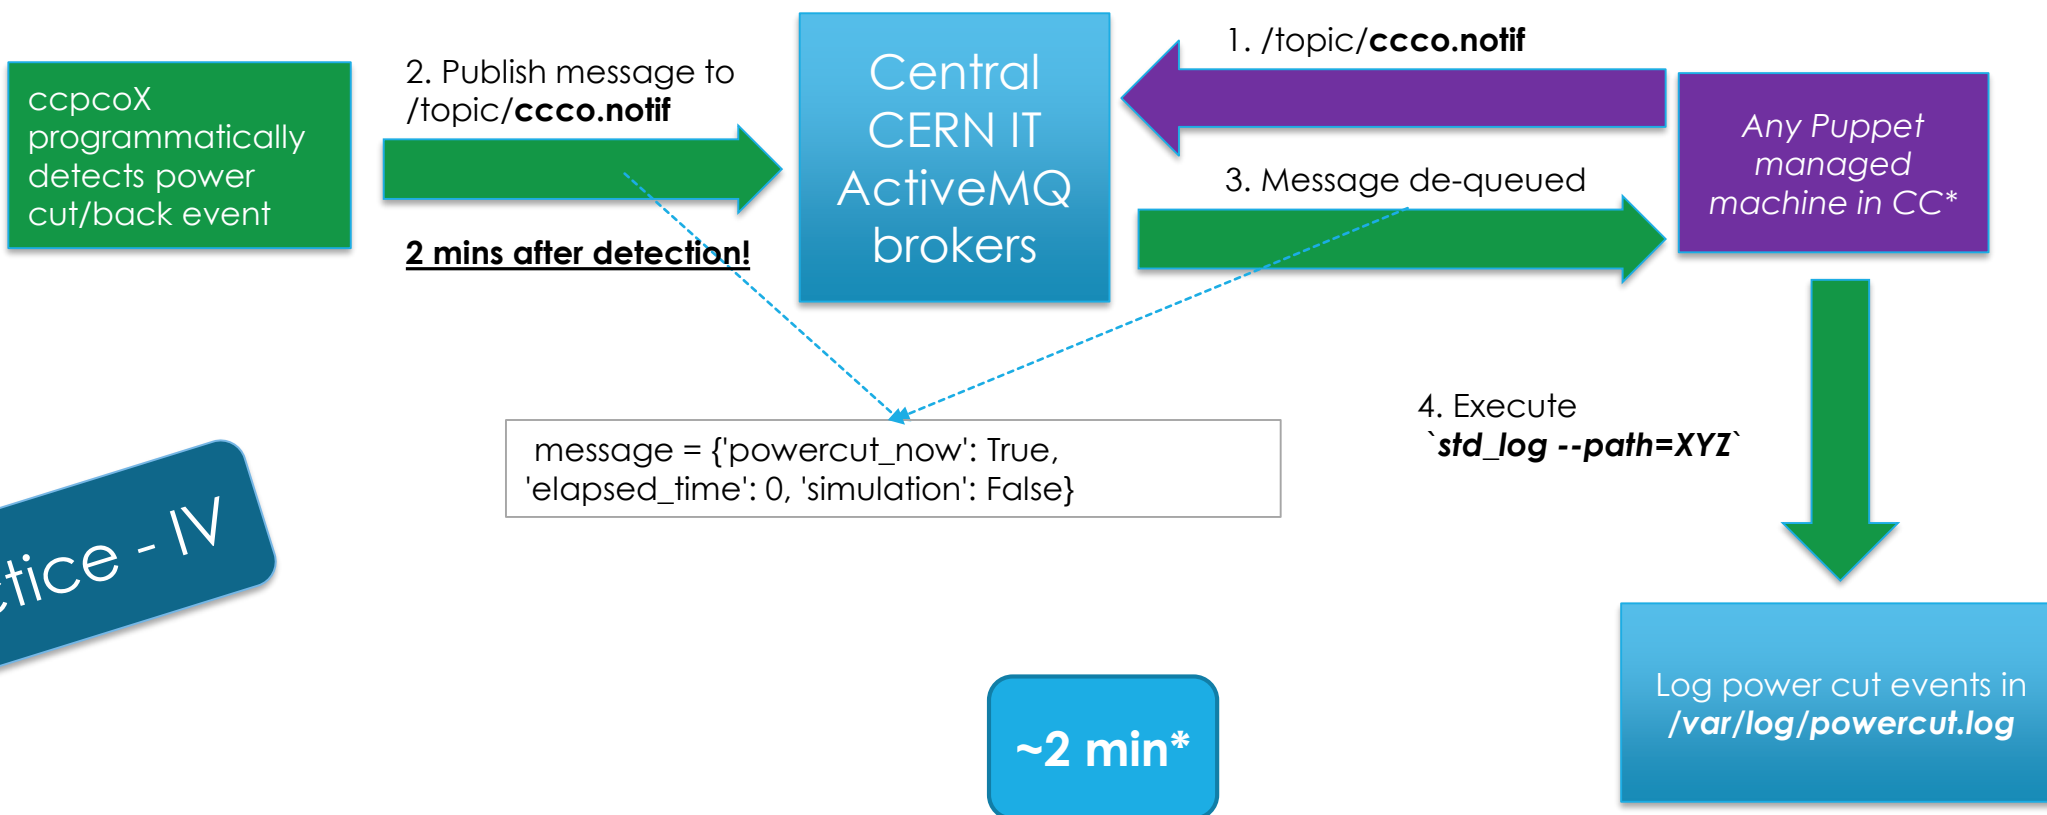 ccpcoX
programmatically
detects power
cut/back event
2. Publish message to
/topic/ccco.notif
2 mins after detection!
Central
CERN IT
ActiveMQ
brokers
1. /topic/ccco.notif
3. Message de-queued
Any Puppet
managed
machine in CC*
message = {'powercut_now': True,
'elapsed_time': 0, 'simulation': False}
4. Execute
`std_log --path=XYZ`
- IV
~2 min*
Log power cut events in
/var/log/powercut.log